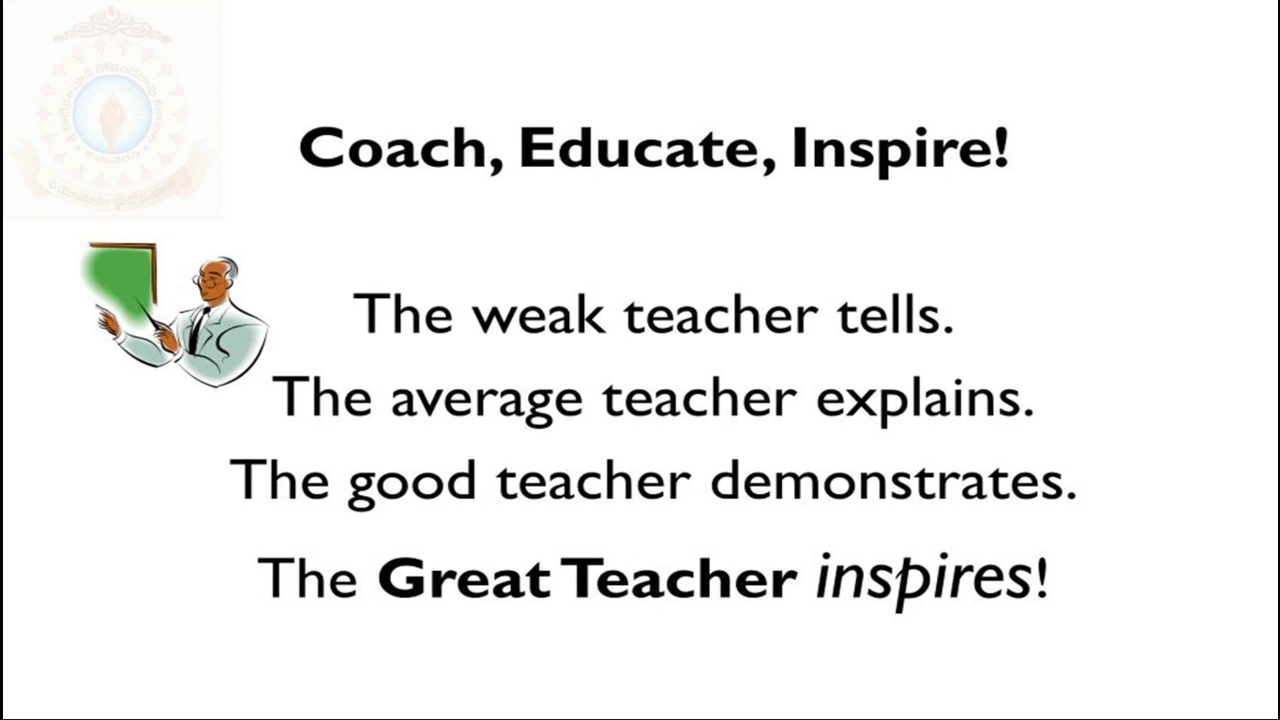 Coach, Educate, Inspire!
The weak teacher tells.
The average teacher explains.
The good teacher demonstrates.
The Great Teacher inspires!